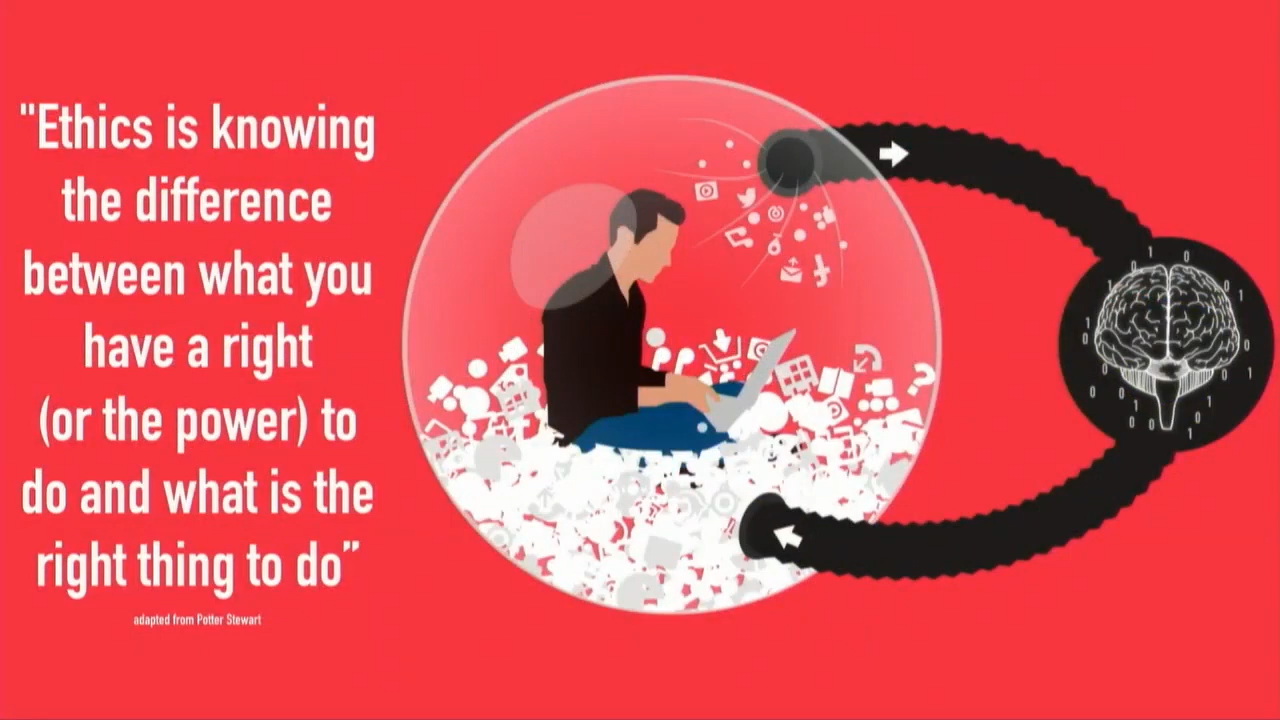 "Ethics is knowing
the difference
between what you
have a right
(or the power) to
do and what is the
right thing to do”
adapted from Potter Stewart